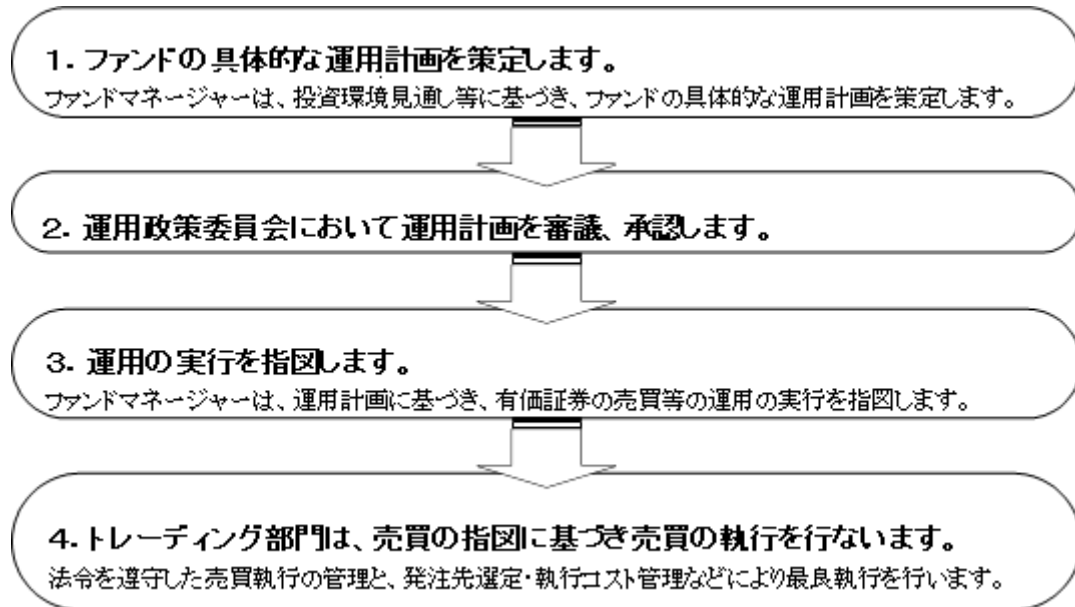 1. ファンドの具体的な運用計画を策定します。
ファンドマネージャーは、投資環境見通し等に基づき、ファンドの具体的な運用計画を策定します。
2. 運用政策委員会において運用計画を審議、承認します。
3. 運用の実行を指図します。
ファンドマネージャーは、運用計画に基づき、有価証券の売買等の運用の実行を指図します。
4. トレーディング部門は、売買の指図に基づき売買の執行を行ないます。
法令を遵守した売買執行の管理と、発注先選定・執行コスト管理などにより最良執行を行います。